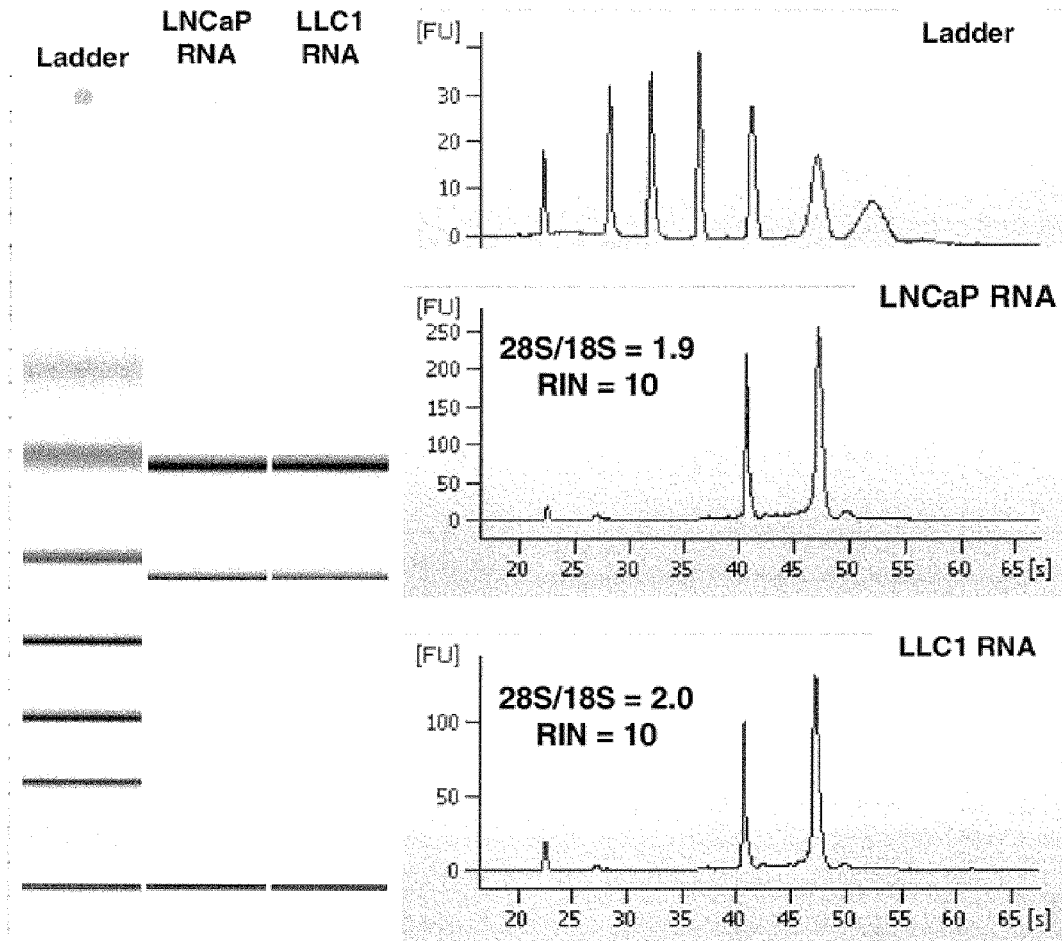 Ladder
LNCaP
RNA
LLC1
RNA
[FU]
Ladder
30
20
10
0
[FU]
LNCaP RNA
28S/18S = 1.9
RIN = 10
250
200
150
100
50
0
20 25 30 35 40 45 50 55 60 65 [s]
[FU]
LLC1 RNA
28S/18S = 2.0
RIN = 10
100
50
0
20 25 30 35 40 45 50 55 60 65 [s]